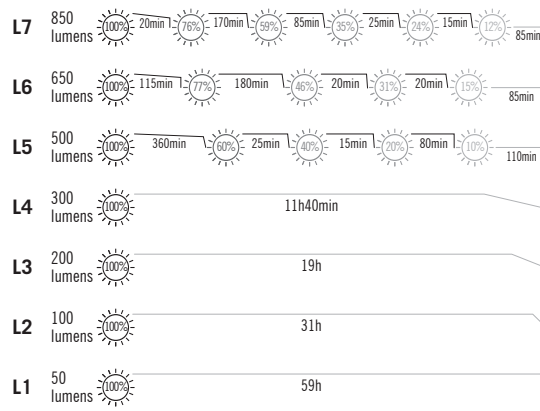 L7 850 lumens 100% 20min 76% 170min 59% 85min 35% 25min 24% 15min 12% 85min
L6 650 lumens 100% 115min 77% 180min 46% 20min 31% 20min 15% 85min
L5 500 lumens 100% 360min 60% 25min 40% 15min 20% 80min 10% 110min
L4 300 lumens 100% 11h40min
L3 200 lumens 100% 19h
L2 100 lumens 100% 31h
L1 50 lumens 100% 59h